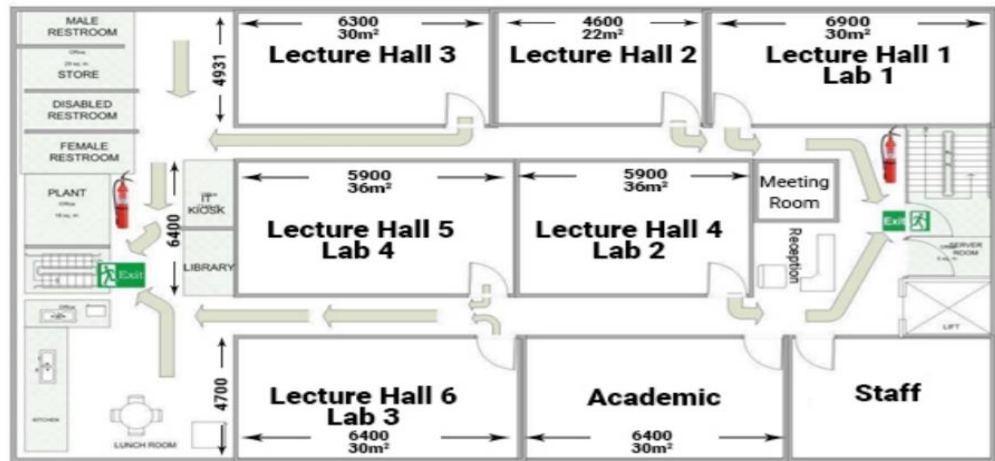 MALE
RESTROOM
Office
STORE
DISABLED
RESTROOM
FEMALE
RESTROOM
PLANT
Office
4931
6300
30m²
Lecture Hall 3
4600
22m²
Lecture Hall 2
6900
30m²
Lecture Hall 1
Lab 1
6400
IT
KIOSK
LIBRARY
Exit
5900
36m²
Lecture Hall 5
Lab 4
5900
36m²
Lecture Hall 4
Lab 2
Meeting
Room
Reception
Exit
SERVER
ROOM
LIFT
Office
KITCHEN
LUNCH ROOM
4700
Lecture Hall 6
Lab 3
6400
30m²
Academic
6400
30m²
Staff